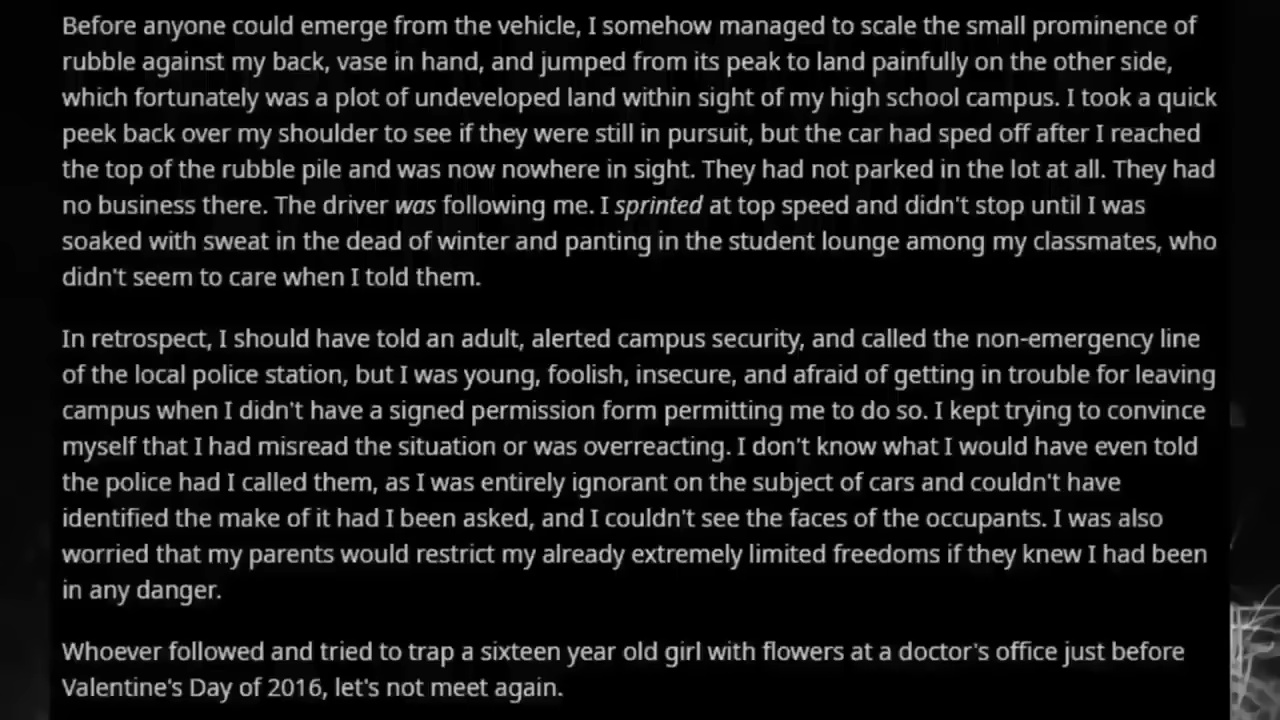 Before anyone could emerge from the vehicle, I somehow managed to scale the small prominence of
rubble against my back, vase in hand, and jumped from its peak to land painfully on the other side,
which fortunately was a plot of undeveloped land within sight of my high school campus. I took a quick
peek back over my shoulder to see if they were still in pursuit, but the car had sped off after I reached
the top of the rubble pile and was now nowhere in sight. They had not parked in the lot at all. They had
no business there. The driver was following me. I sprinted at top speed and didn't stop until I was
soaked with sweat in the dead of winter and panting in the student lounge among my classmates, who
didn't seem to care when I told them.
In retrospect, I should have told an adult, alerted campus security, and called the non-emergency line
of the local police station, but I was young, foolish, insecure, and afraid of getting in trouble for leaving
campus when I didn't have a signed permission form permitting me to do so. I kept trying to convince
myself that I had misread the situation or was overreacting. I don't know what I would have even told
the police had I called them, as I was entirely ignorant on the subject of cars and couldn't have
identified the make of it had I been asked, and I couldn't see the faces of the occupants. I was also
worried that my parents would restrict my already extremely limited freedoms if they knew I had been
in any danger.
Whoever followed and tried to trap a sixteen year old girl with flowers at a doctor's office just before
Valentine's Day of 2016, let's not meet again.